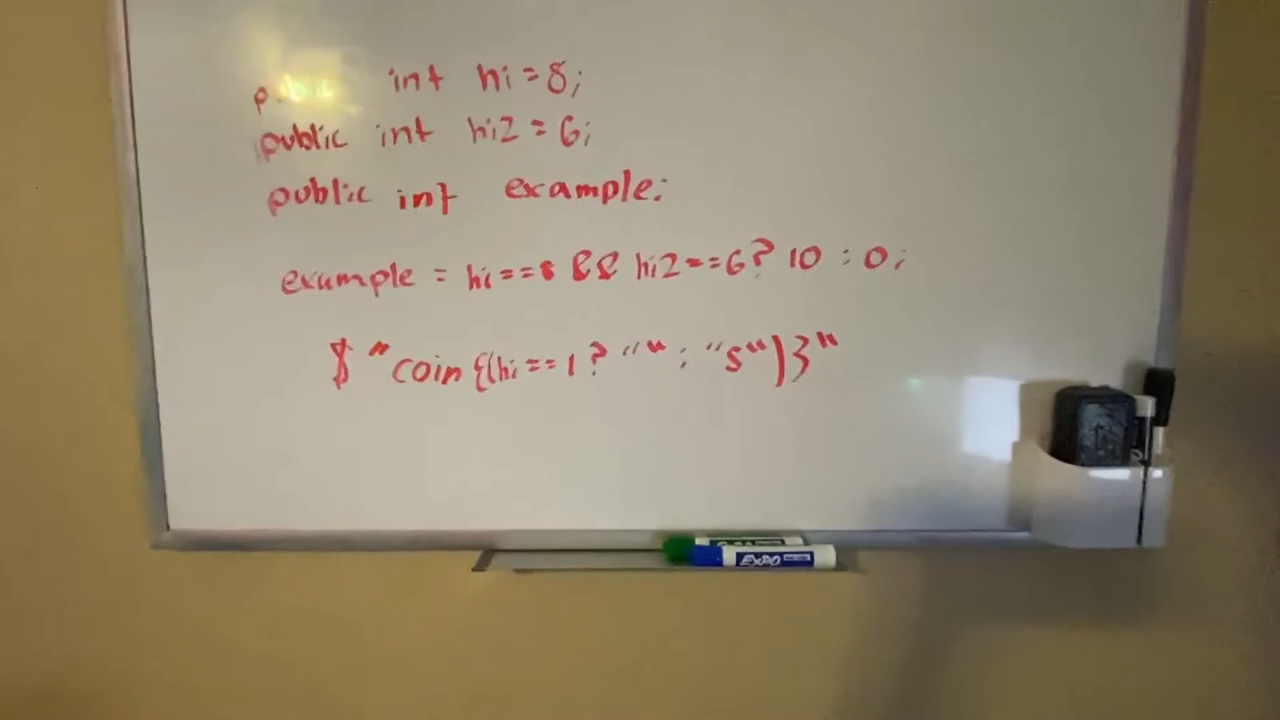 int hi = 8;
public int hi2 = 6;
public int example;
example = hi==8 && hi2==6? 10 : 0;
$"coin{(hi==1? "" : "s")}"
EXPO